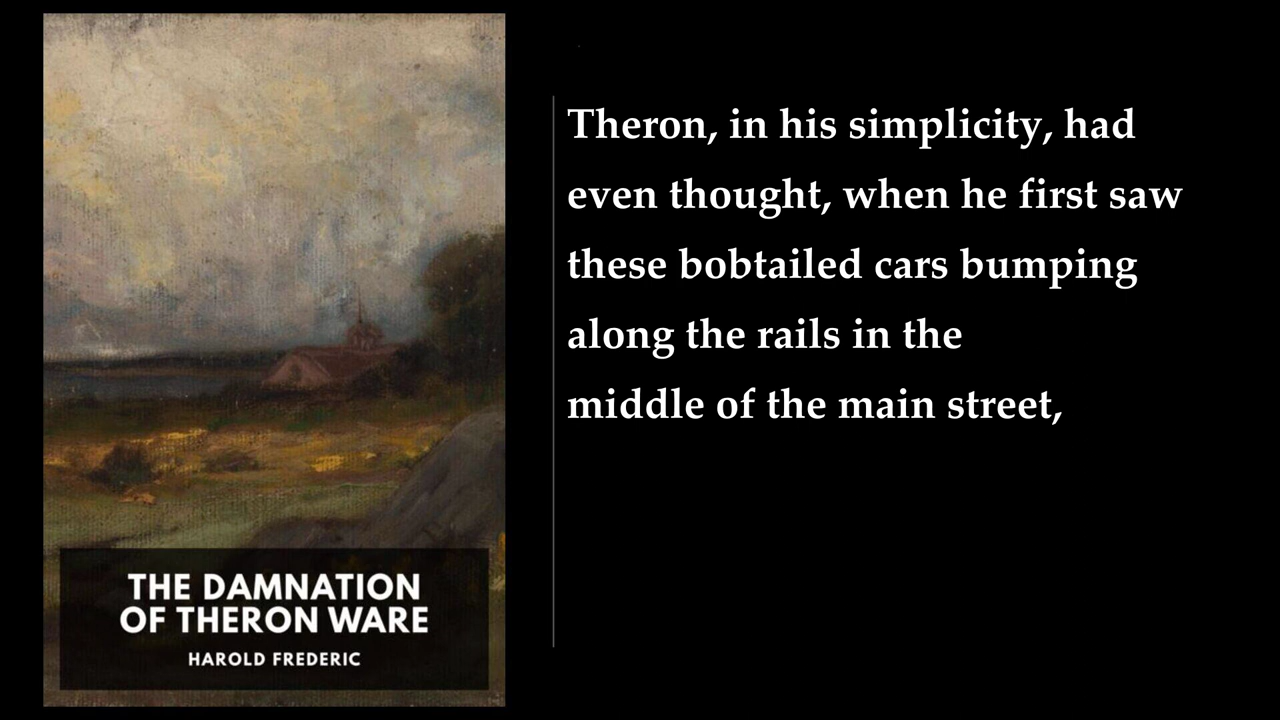 THE DAMNATION
OF THERON WARE
HAROLD FREDERIC
Theron, in his simplicity, had
even thought, when he first saw
these bobtailed cars bumping
along the rails in the
middle of the main street,